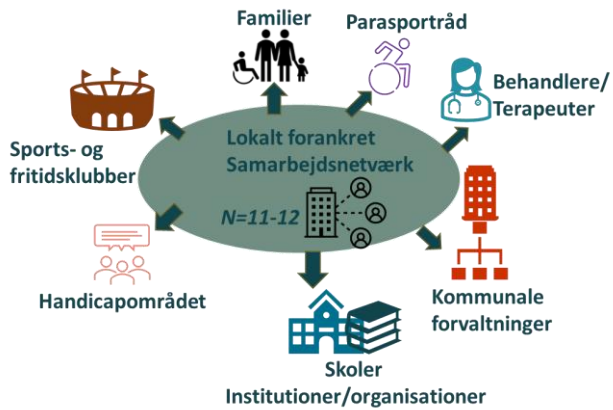 Familier
Parasportråd
Behandlere/
Terapeuter
Sports- og
fritidsklubber
Lokalt forankret
Samarbejdsnetværk
N=11-12
Handicapområdet
Kommunale
forvaltninger
Skoler
Institutioner/organisationer